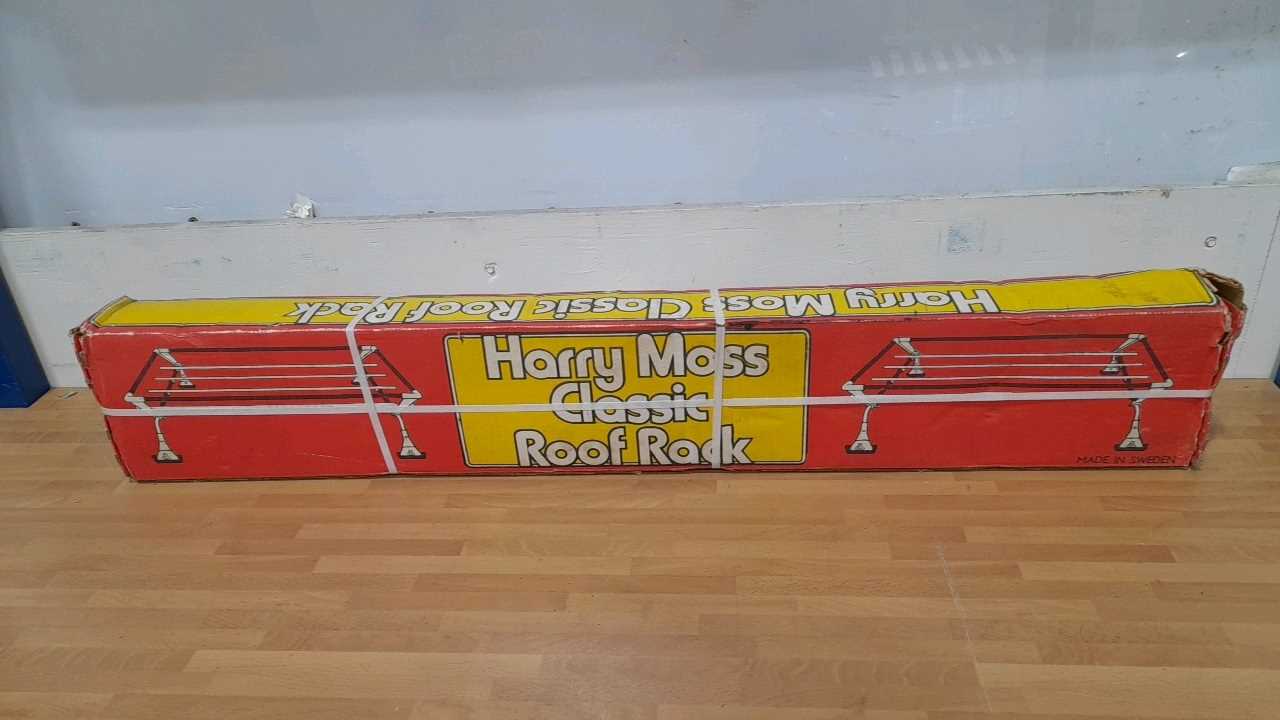 Harry Moss Classic Roof Rack
Harry Moss
Classic
Roof Rack
MADE IN SWEDEN